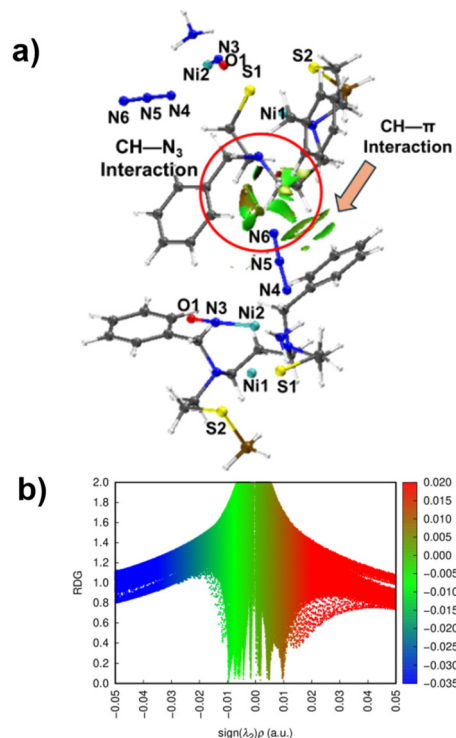 a)
N3
Ni2
O1
S1
S2
Ni1
N6 N5 N4
CH—N3
Interaction
CH—π
Interaction
N6
N5
N4
O1 N3 Ni2
Ni1
S1
S2
b)
2.0
1.8
1.6
1.4
1.2
1.0
0.8
0.6
0.4
0.2
0.0
RDG
-0.05 -0.04 -0.03 -0.02 -0.01 0.00 0.01 0.02 0.03 0.04 0.05
sign(λ2)ρ (a.u.)
0.020
0.015
0.010
0.005
0.000
-0.005
-0.010
-0.015
-0.020
-0.025
-0.030
-0.035